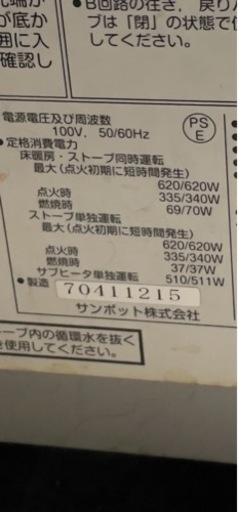 が底か
囲に入
確認し
B回路の往き，戻り
ブは「閉」の状態で
してください。
電源電圧及び周波数
100V. 50/60Hz
PS
E
●定格消費電力
床暖房・ストーブ同時運転
最大（点火初期に短時間発生）
620/620W
点火時 335/340W
燃焼時 69/70W
ストーブ単独運転
最大（点火初期に短時間発生）
620/620W
点火時 335/340W
燃焼時 37/37W
サブヒータ単独運転 510/511W
●製造 70411215
サンポット株式会社
ーブ内の循環水を抜く
使用してください。